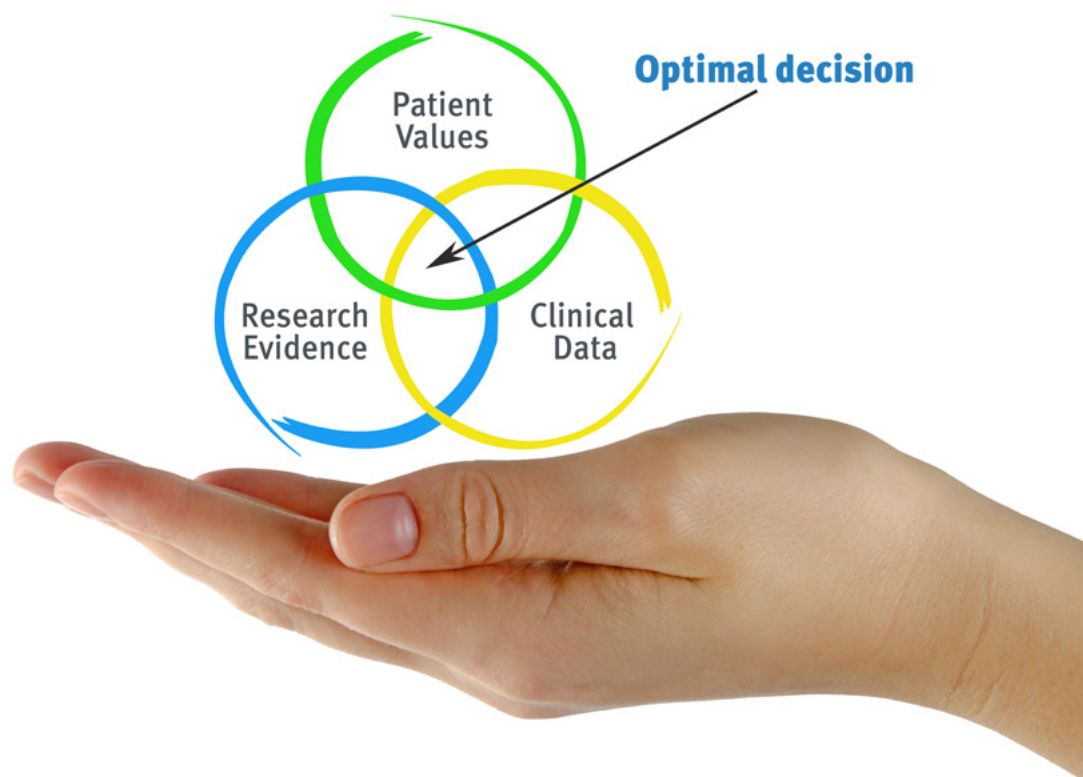 Optimal decision
Patient
Values
Research
Evidence
Clinical
Data